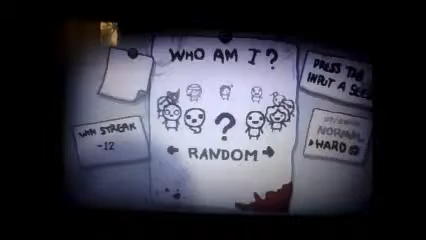 WHO AM I?
PRESS TAB
INPUT A SEED
WIN STREAK
-12
?
NORMAL
HARD
RANDOM